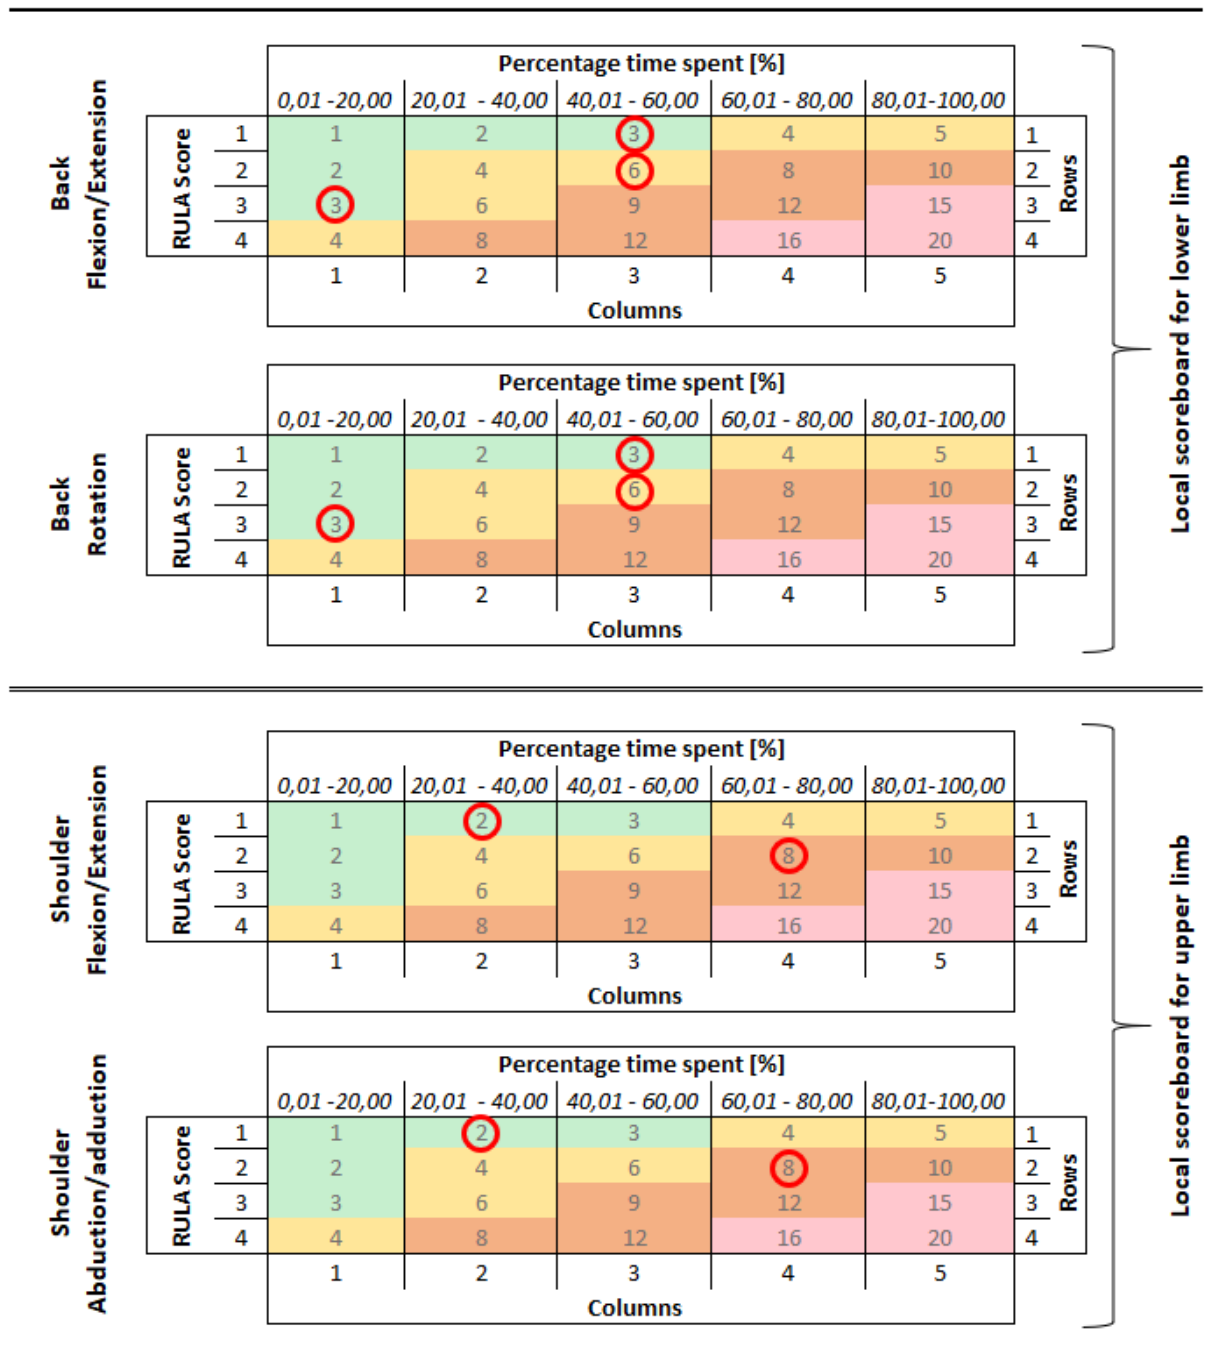 Back
Flexion/Extension
Percentage time spent [%]
0,01 -20,00 20,01 - 40,00 40,01 - 60,00 60,01 - 80,00 80,01-100,00
RULA Score
1 1 2 3 4 5 1
2 2 4 6 8 10 2
3 3 6 9 12 15 3
4 4 8 12 16 20 4
Rows
1 2 3 4 5
Columns
Back
Rotation
Percentage time spent [%]
0,01 -20,00 20,01 - 40,00 40,01 - 60,00 60,01 - 80,00 80,01-100,00
RULA Score
1 1 2 3 4 5 1
2 2 4 6 8 10 2
3 3 6 9 12 15 3
4 4 8 12 16 20 4
Rows
1 2 3 4 5
Columns
Local scoreboard for lower limb
Shoulder
Flexion/Extension
Percentage time spent [%]
0,01 -20,00 20,01 - 40,00 40,01 - 60,00 60,01 - 80,00 80,01-100,00
RULA Score
1 1 2 3 4 5 1
2 2 4 6 8 10 2
3 3 6 9 12 15 3
4 4 8 12 16 20 4
Rows
1 2 3 4 5
Columns
Shoulder
Abduction/adduction
Percentage time spent [%]
0,01 -20,00 20,01 - 40,00 40,01 - 60,00 60,01 - 80,00 80,01-100,00
RULA Score
1 1 2 3 4 5 1
2 2 4 6 8 10 2
3 3 6 9 12 15 3
4 4 8 12 16 20 4
Rows
1 2 3 4 5
Columns
Local scoreboard for upper limb